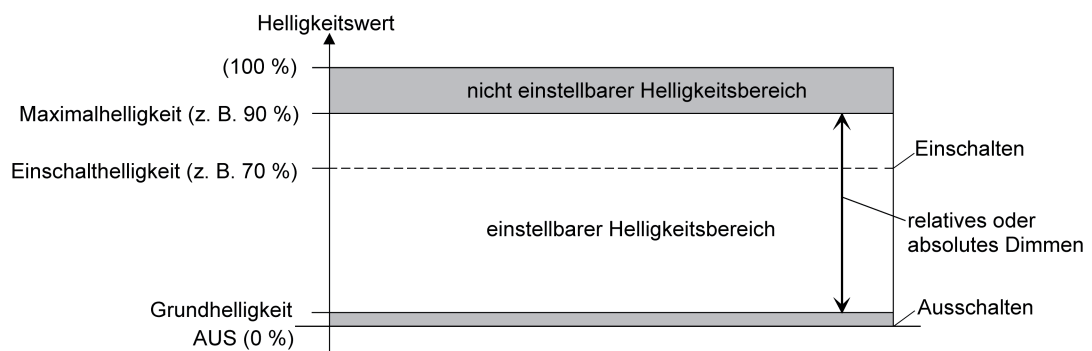 Helligkeitswert
(100 %)
nicht einstellbarer Helligkeitsbereich
Maximalhelligkeit (z. B. 90 %)
Einschalten
Einschalthelligkeit (z. B. 70 %)
relatives oder
absolutes Dimmen
einstellbarer Helligkeitsbereich
Grundhelligkeit
Ausschalten
AUS (0 %)